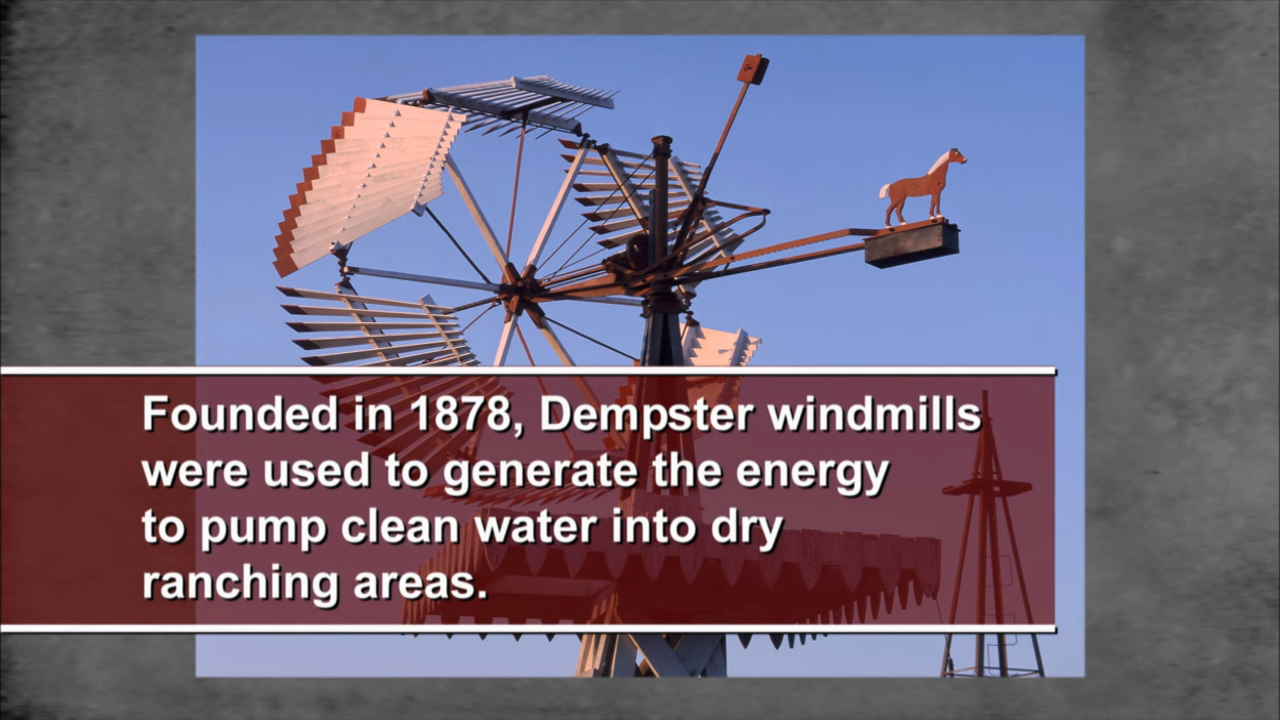 Founded in 1878, Dempster windmills
were used to generate the energy
to pump clean water into dry
ranching areas.